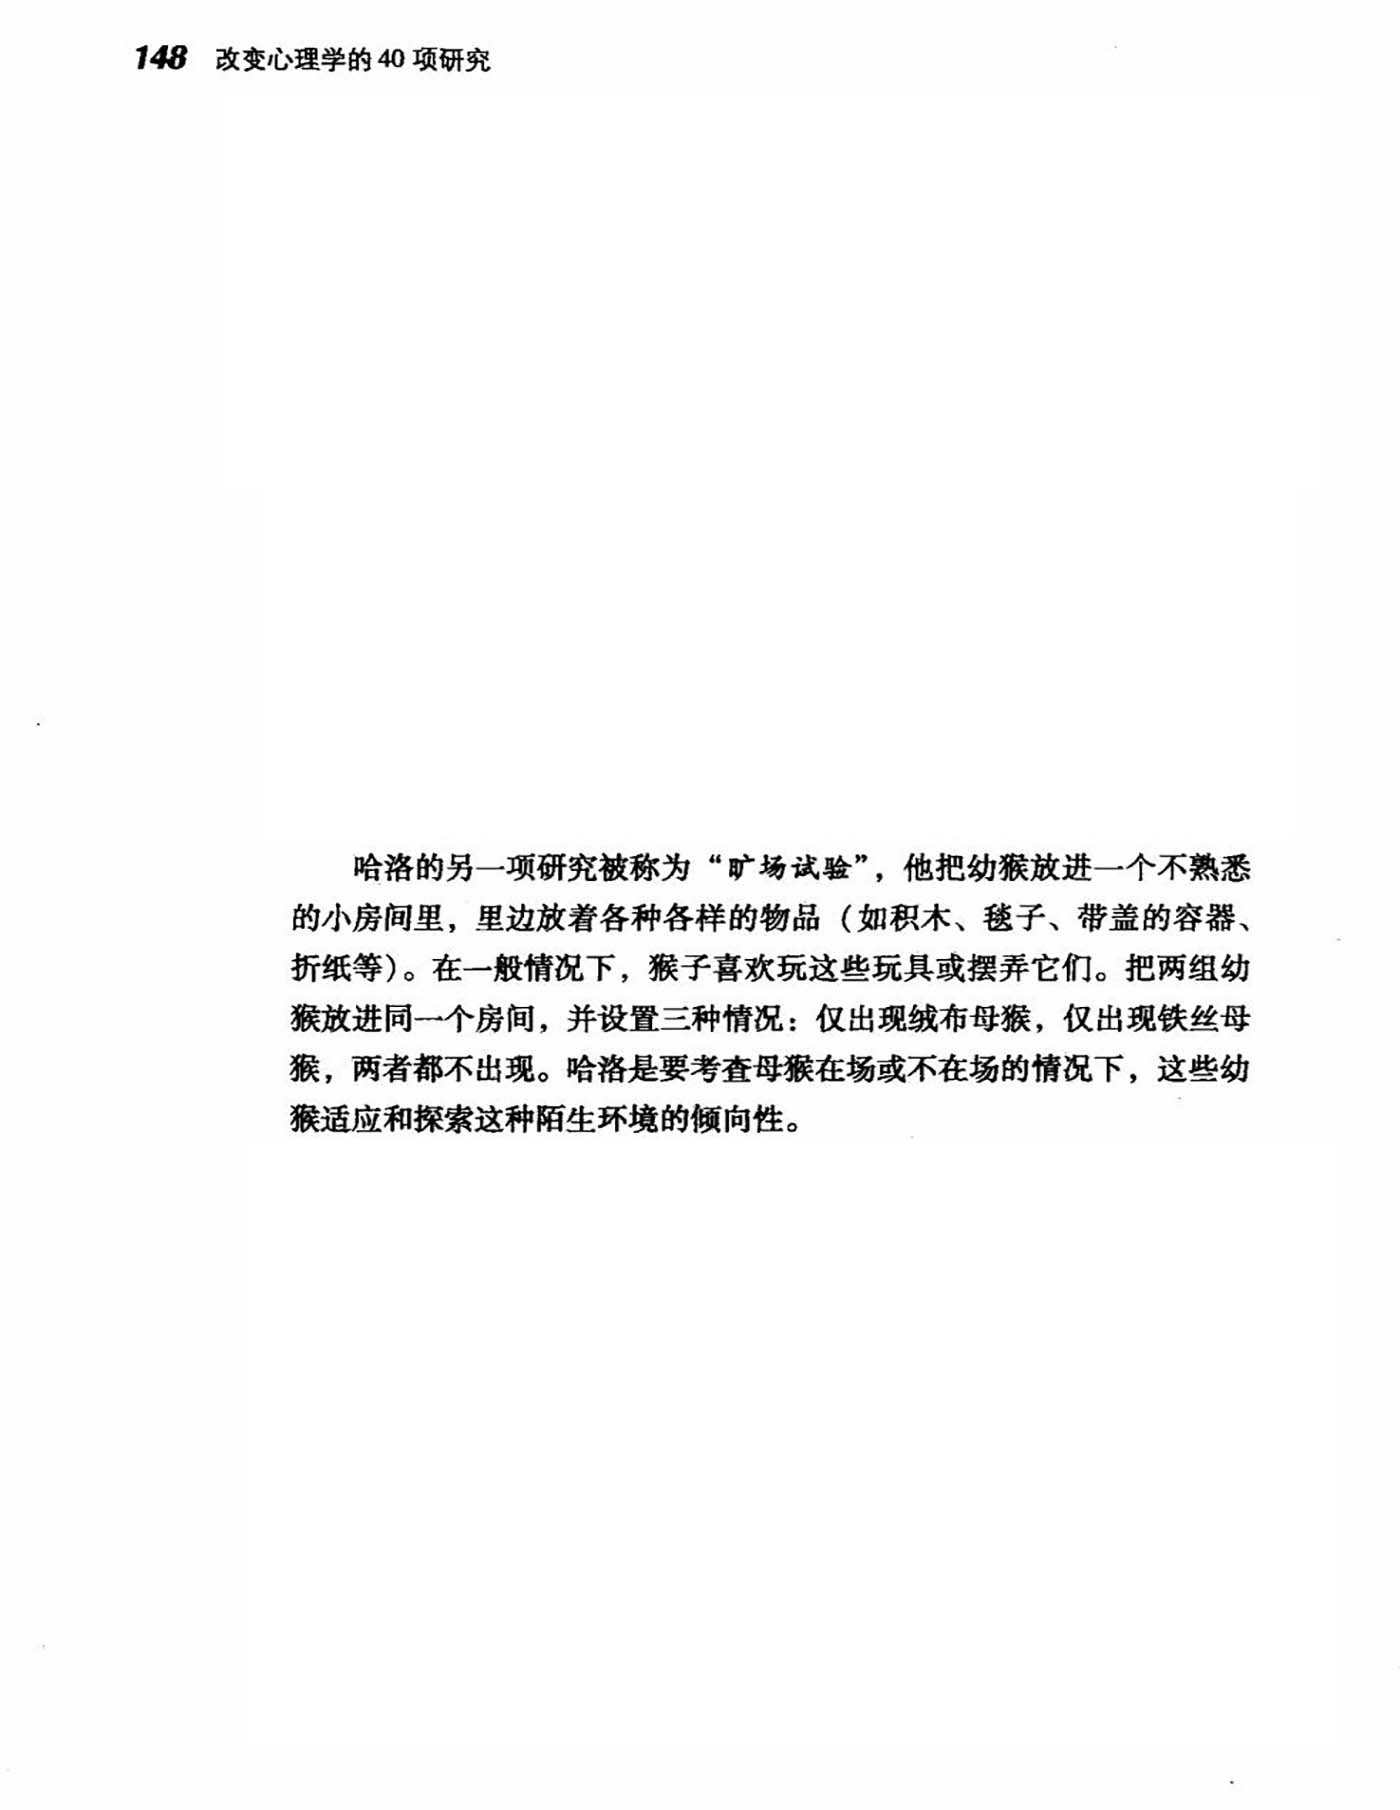 148 改变心理学的 40 项研究
哈洛的另一项研究被称为“旷场试验”，他把幼猴放进一个不熟悉
的小房间里，里边放着各种各样的物品（如积木、毯子、带盖的容器、
折纸等）。在一般情况下，猴子喜欢玩这些玩具或摆弄它们。把两组幼
猴放进同一个房间，并设置三种情况：仅出现绒布母猴，仅出现铁丝母
猴，两者都不出现。哈洛是要考查母猴在场或不在场的情况下，这些幼
猴适应和探索这种陌生环境的倾向性。